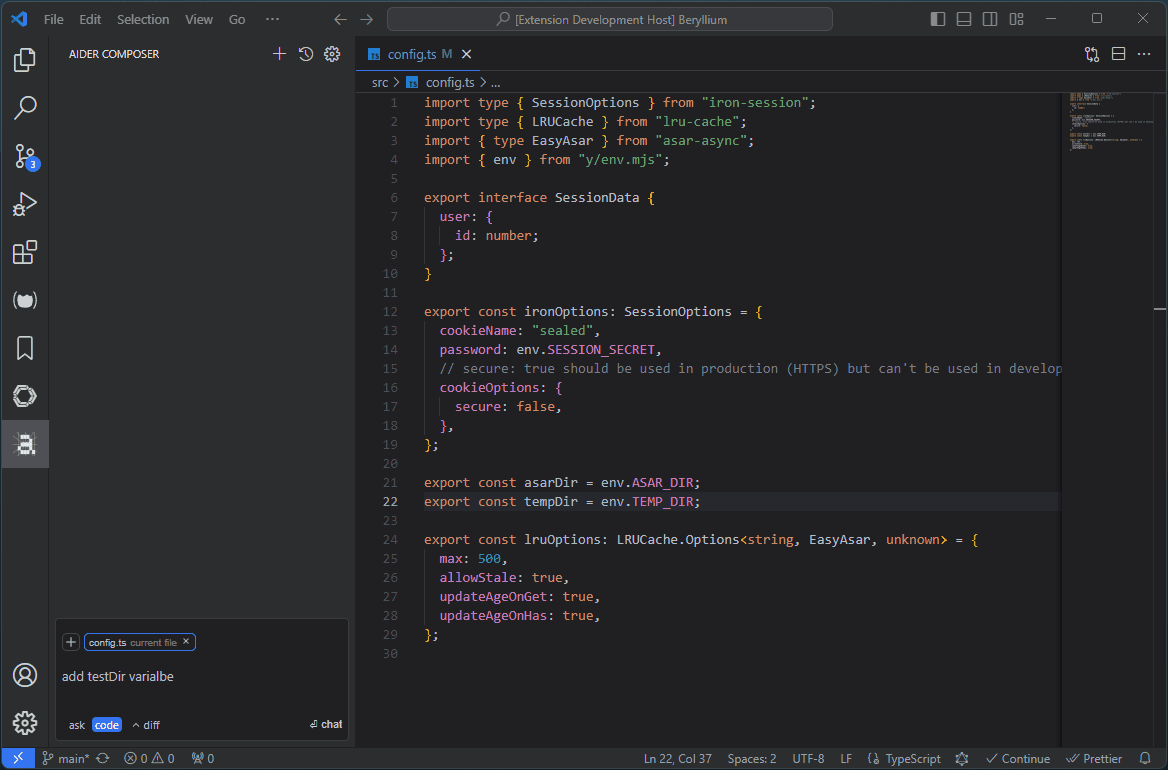 File Edit Selection View Go ··· [Extension Development Host] Beryllium
AIDER COMPOSER
config.ts M
src > config.ts > ...
1 import type { SessionOptions } from "iron-session";
2 import type { LRUCache } from "lru-cache";
3 import { type EasyAsar } from "asar-async";
4 import { env } from "y/env.mjs";
5
6 export interface SessionData {
7   user: {
8     id: number;
9   };
10 }
11
12 export const ironOptions: SessionOptions = {
13   cookieName: "sealed",
14   password: env.SESSION_SECRET,
15   // secure: true should be used in production (HTTPS) but can't be used in develop
16   cookieOptions: {
17     secure: false,
18   },
19 };
20
21 export const asarDir = env.ASAR_DIR;
22 export const tempDir = env.TEMP_DIR;
23
24 export const lruOptions: LRUCache.Options<string, EasyAsar, unknown> = {
25   max: 500,
26   allowStale: true,
27   updateAgeOnGet: true,
28   updateAgeOnHas: true,
29 };
30
3
config.ts current file ×
add testDir varialbe
ask code ^ diff ⏎ chat
main* 0 0 0 Ln 22, Col 37 Spaces: 2 UTF-8 LF {} TypeScript Continue Prettier